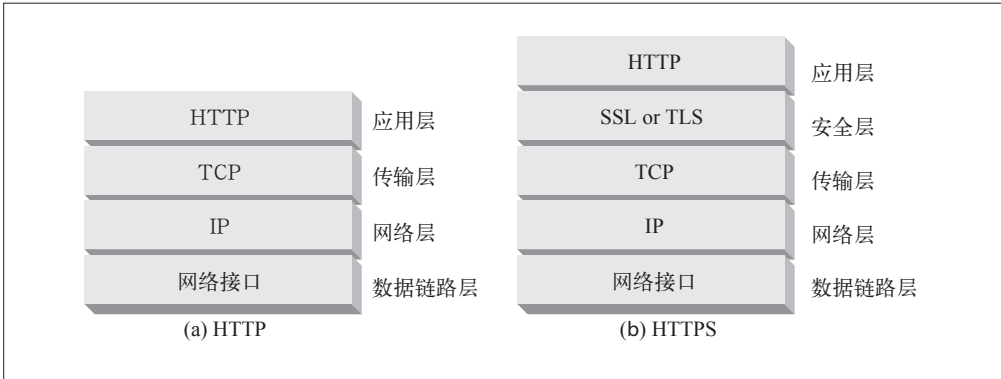 HTTP
应用层
TCP
传输层
IP
网络层
网络接口
数据链路层
(a) HTTP
HTTP
应用层
SSL or TLS
安全层
TCP
传输层
IP
网络层
网络接口
数据链路层
(b) HTTPS